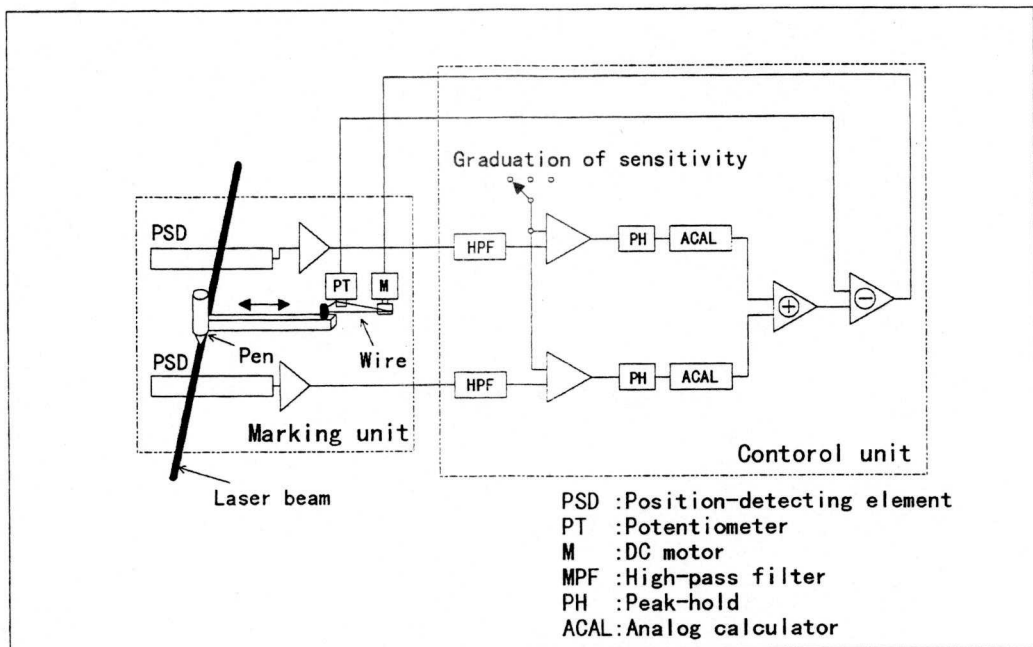 Graduation of sensitivity
PSD
HPF
PH
ACAL
PT
M
+
−
Pen
Wire
PSD
HPF
PH
ACAL
Marking unit
Contorol unit
Laser beam
PSD :Position-detecting element
PT :Potentiometer
M :DC motor
MPF :High-pass filter
PH :Peak-hold
ACAL:Analog calculator